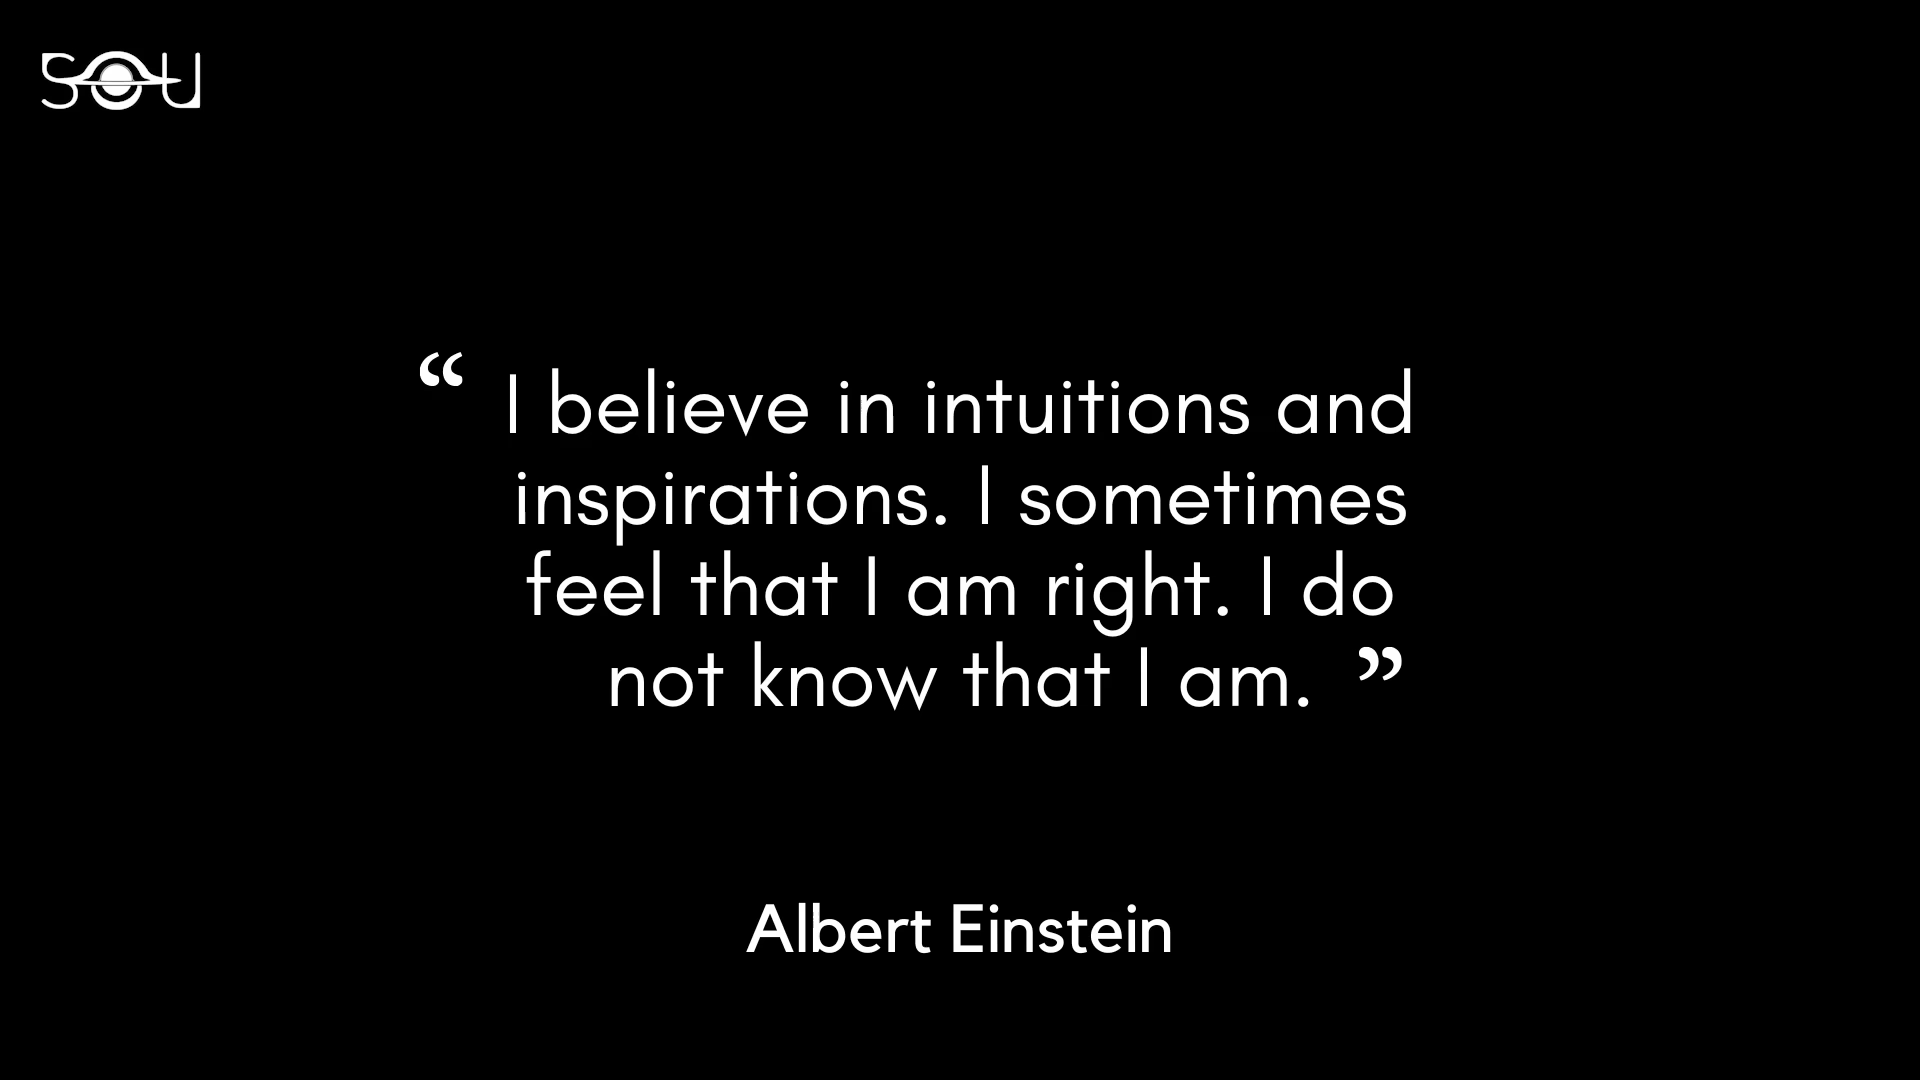 SOU
“ I believe in intuitions and
inspirations. I sometimes
feel that I am right. I do
not know that I am. ”
Albert Einstein